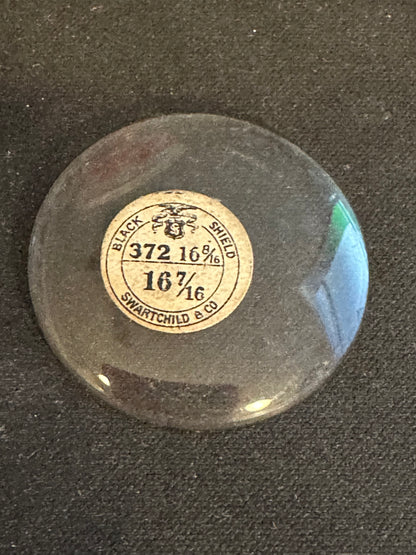 BLACK SHIELD
372 16 8/16
16 7/16
SWARTCHILD & CO